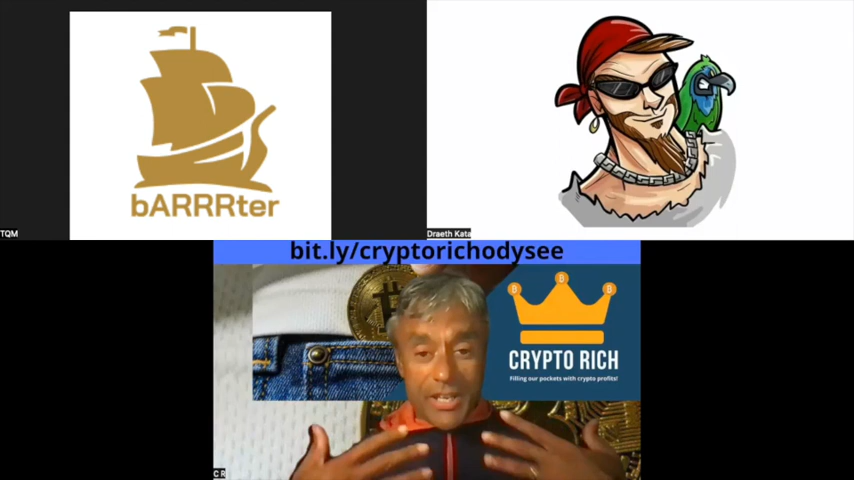 bARRRter
TQM
Draeth Kata
bit.ly/cryptorichodysee
CRYPTO RICH
Filling our pockets with crypto profits!
C R